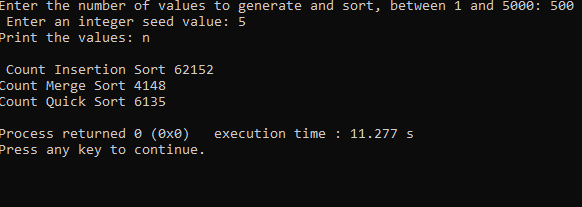 Enter the number of values to generate and sort, between 1 and 5000: 500
Enter an integer seed value: 5
Print the values: n
Count Insertion Sort 62152
Count Merge Sort 4148
Count Quick Sort 6135
Process returned 0 (0x0)   execution time : 11.277 s
Press any key to continue.